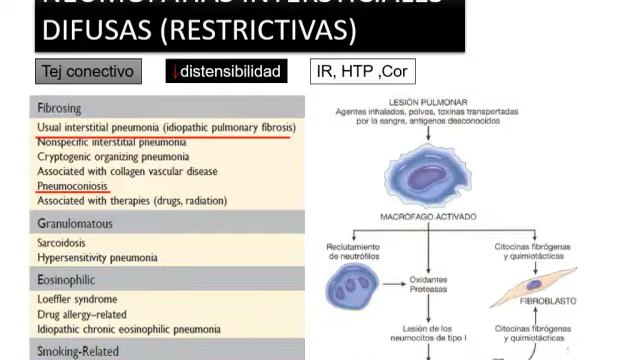 NEUMOPATÍAS INTERSTICIALES
DIFUSAS (RESTRICTIVAS)
Tej conectivo
↓distensibilidad
IR, HTP ,Cor
Fibrosing
Usual interstitial pneumonia (idiopathic pulmonary fibrosis)
Nonspecific interstitial pneumonia
Cryptogenic organizing pneumonia
Associated with collagen vascular disease
Pneumoconiosis
Associated with therapies (drugs, radiation)
Granulomatous
Sarcoidosis
Hypersensitivity pneumonia
Eosinophilic
Loeffler syndrome
Drug allergy–related
Idiopathic chronic eosinophilic pneumonia
Smoking-Related
LESIÓN PULMONAR
Agentes inhalados, polvos, toxinas transportadas
por la sangre, antígenos desconocidos
MACRÓFAGO ACTIVADO
Reclutamiento
de neutrófilos
Oxidantes
Proteasas
Citocinas fibrógenas
y quimiotácticas
FIBROBLASTO
Lesión de los
neumocitos de tipo I
Citocinas fibrógenas
y quimiotácticas